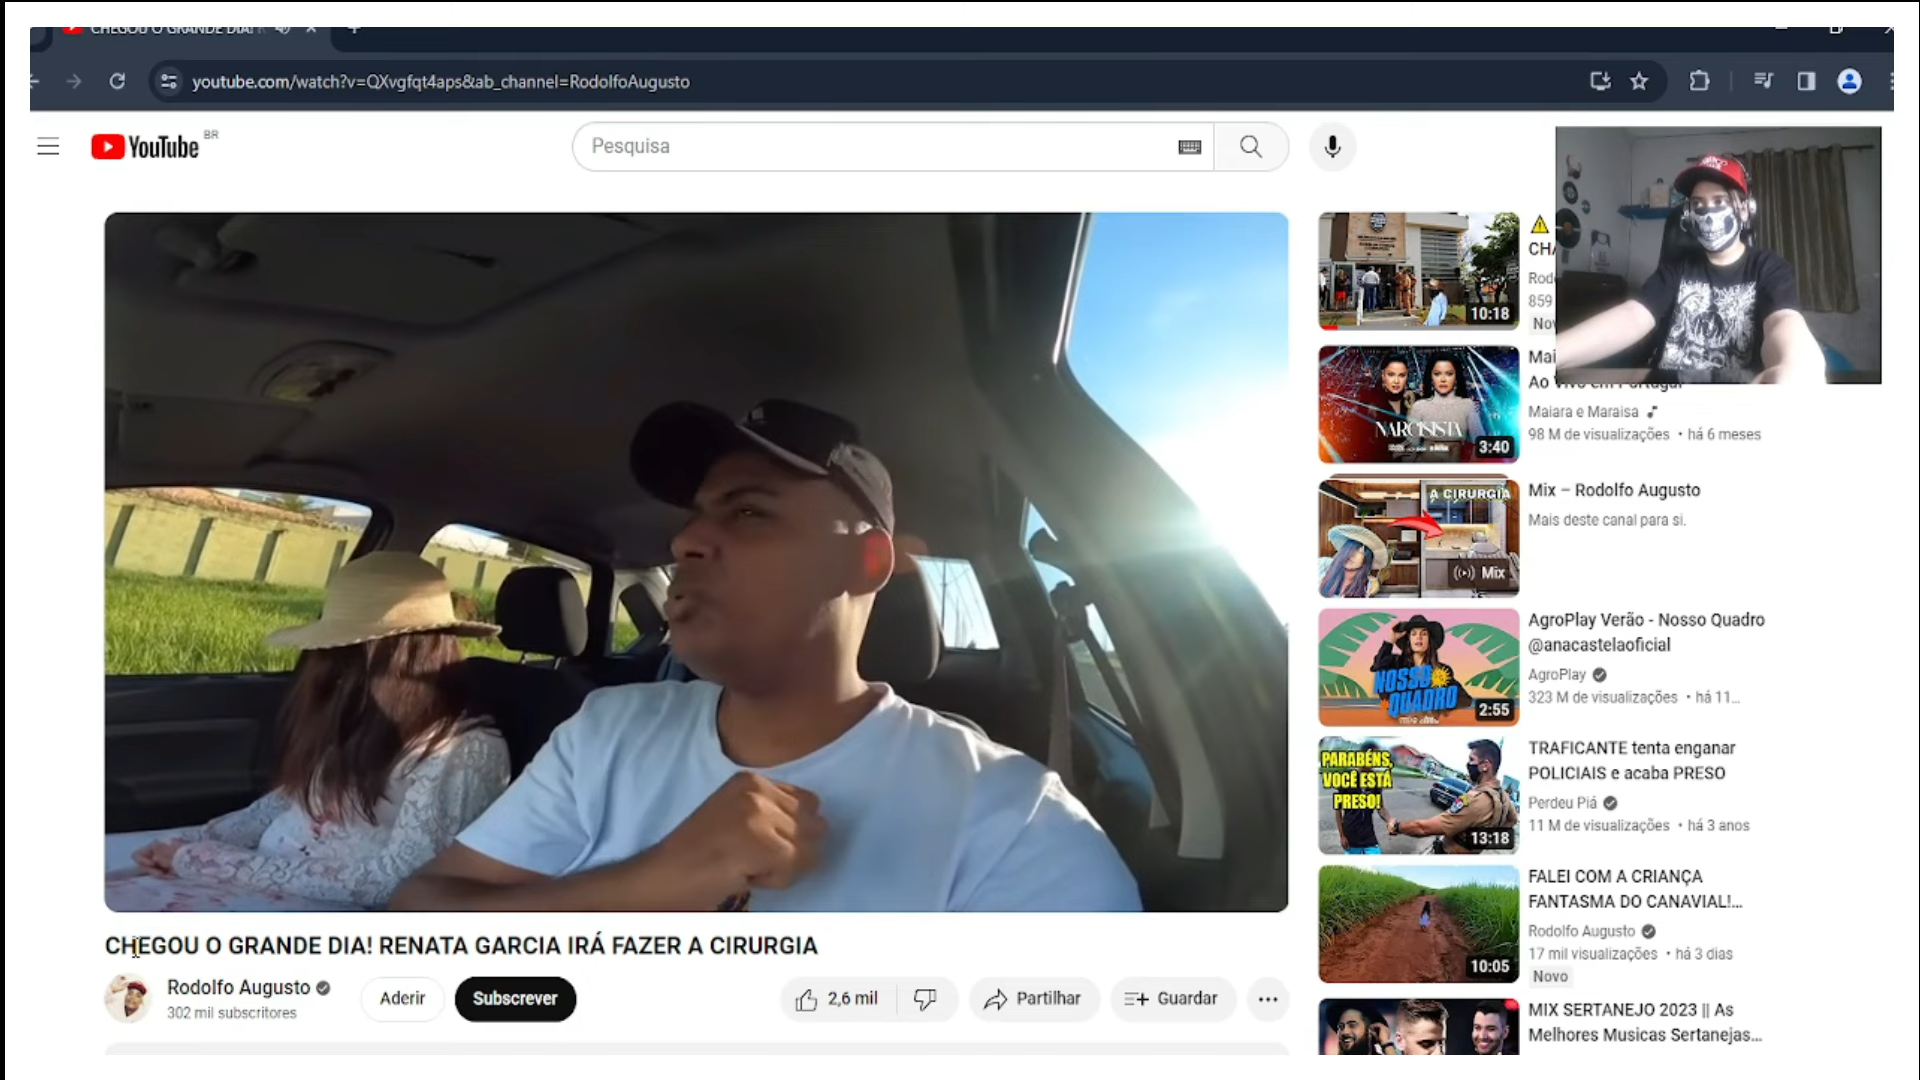 CHEGOU O GRANDE DIA!
youtube.com/watch?v=QXvgfqt4aps&ab_channel=RodolfoAugusto
YouTube BR
Pesquisa
10:18
859
Maiara e Maraisa
98 M de visualizações • há 6 meses
NARCISISTA
3:40
A CIRURGIA
Mix
Mix – Rodolfo Augusto
Mais deste canal para si.
AgroPlay Verão - Nosso Quadro
@anacastelaoficial
AgroPlay
323 M de visualizações • há 11...
NOSSO
QUADRO
2:55
TRAFICANTE tenta enganar
POLICIAIS e acaba PRESO
Perdeu Piá
11 M de visualizações • há 3 anos
PARABÉNS,
VOCÊ ESTÁ
PRESO!
13:18
FALEI COM A CRIANÇA
FANTASMA DO CANAVIAL!...
Rodolfo Augusto
17 mil visualizações • há 3 dias
Novo
10:05
MIX SERTANEJO 2023 || As
Melhores Musicas Sertanejas...
CHEGOU O GRANDE DIA! RENATA GARCIA IRÁ FAZER A CIRURGIA
Rodolfo Augusto
302 mil subscritores
Aderir
Subscrever
2,6 mil
Partilhar
Guardar